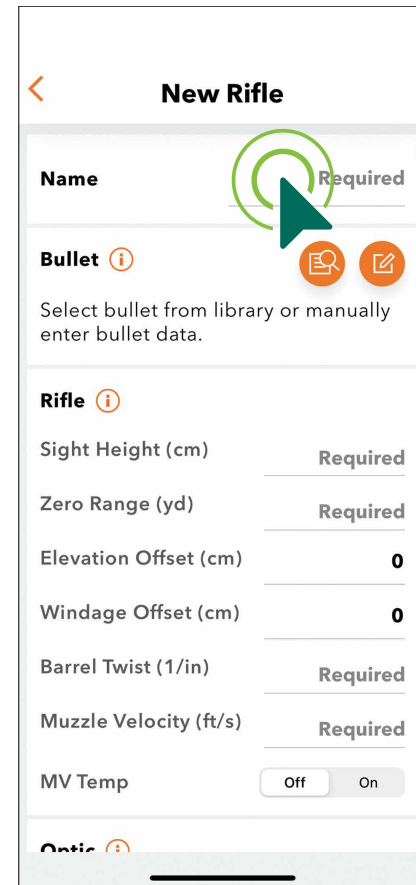 New Rifle
Name Required
Bullet i
Select bullet from library or manually
enter bullet data.
Rifle i
Sight Height (cm) Required
Zero Range (yd) Required
Elevation Offset (cm) 0
Windage Offset (cm) 0
Barrel Twist (1/in) Required
Muzzle Velocity (ft/s) Required
MV Temp Off On
Optic i